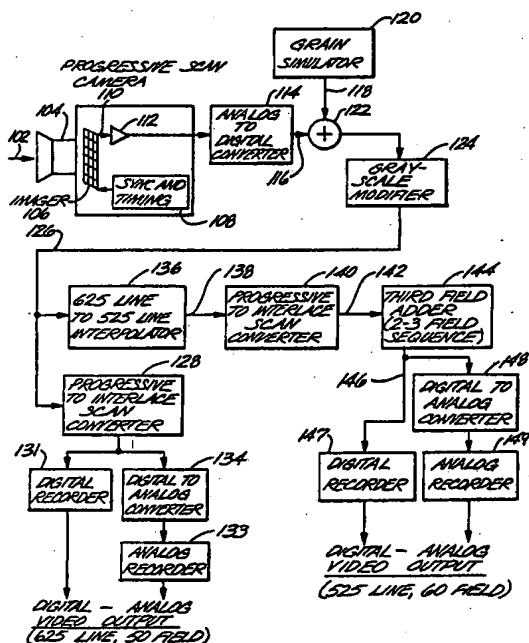 120
GRAIN
SIMULATOR
PROGRESSIVE SCAN
CAMERA
110
104
112
114
118
102
ANALOG
TO
DIGITAL
CONVERTER
+
122
124
116
IMAGER
106
SYNC AND
TIMING
108
GRAY-
SCALE
MODIFIER
126
136
138
140
142
144
625 LINE
TO 525 LINE
INTERPOLATOR
PROGRESSIVE
TO INTERLACE
SCAN
CONVERTER
THIRD FIELD
ADDER
(2-3 FIELD
SEQUENCE)
128
146
148
PROGRESSIVE
TO INTERLACE
SCAN
CONVERTER
DIGITAL TO
ANALOG
CONVERTER
131
134
147
149
DIGITAL
RECORDER
DIGITAL TO
ANALOG
CONVERTER
DIGITAL
RECORDER
ANALOG
RECORDER
133
ANALOG
RECORDER
DIGITAL - ANALOG
VIDEO OUTPUT
(525 LINE, 60 FIELD)
DIGITAL - ANALOG
VIDEO OUTPUT
(625 LINE, 50 FIELD)